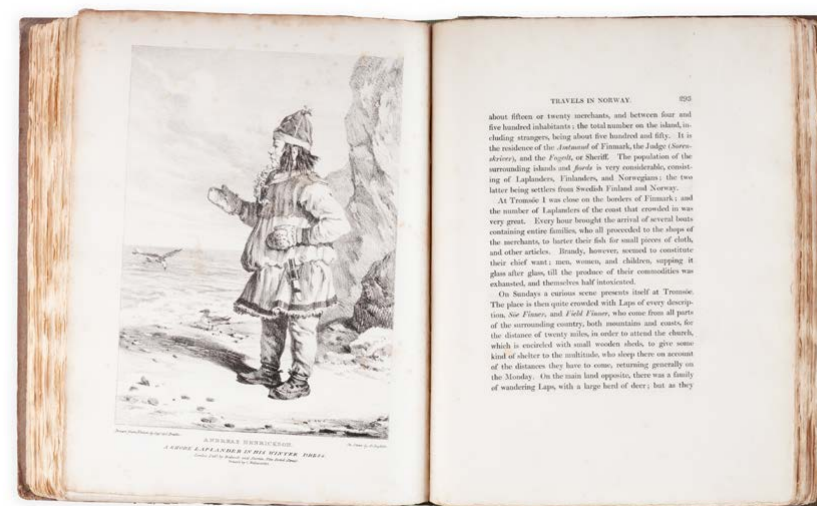 ANDREAS HENRICKSON.
A SHORE LAPLANDER IN HIS WINTER DRESS.
TRAVELS IN NORWAY. 293
about fifteen or twenty merchants, and between four and
five hundred inhabitants; the total number on the island, in-
cluding strangers, being about five hundred and fifty. It is
the residence of the Amtmand of Finmark, the Judge (Soren-
skriver), and the Fogedt, or Sheriff. The population of the
surrounding islands and fiords is very considerable, consist-
ing of Laplanders, Finlanders, and Norwegians; the two
latter being settlers from Swedish Finland and Norway.
At Tromsöe I was close on the borders of Finmark; and
the number of Laplanders of the coast that crowded in was
very great. Every hour brought the arrival of several boats
containing entire families, who all proceeded to the shops of
the merchants, to barter their fish for small pieces of cloth,
and other articles. Brandy, however, seemed to constitute
their chief want; men, women, and children, supping it
glass after glass, till the produce of their commodities was
exhausted, and themselves half intoxicated.
On Sundays a curious scene presents itself at Tromsöe.
The place is then quite crowded with Laps of every descrip-
tion, Söe Finner, and Field Finner, who come from all parts
of the surrounding country, both mountains and coasts, for
the distance of twenty miles, in order to attend the church,
which is encircled with small wooden sheds, to give some
kind of shelter to the multitude, who sleep there on account
of the distances they have to come, returning generally on
the Monday. On the main land opposite, there was a family
of wandering Laps, with a large herd of deer; but as they